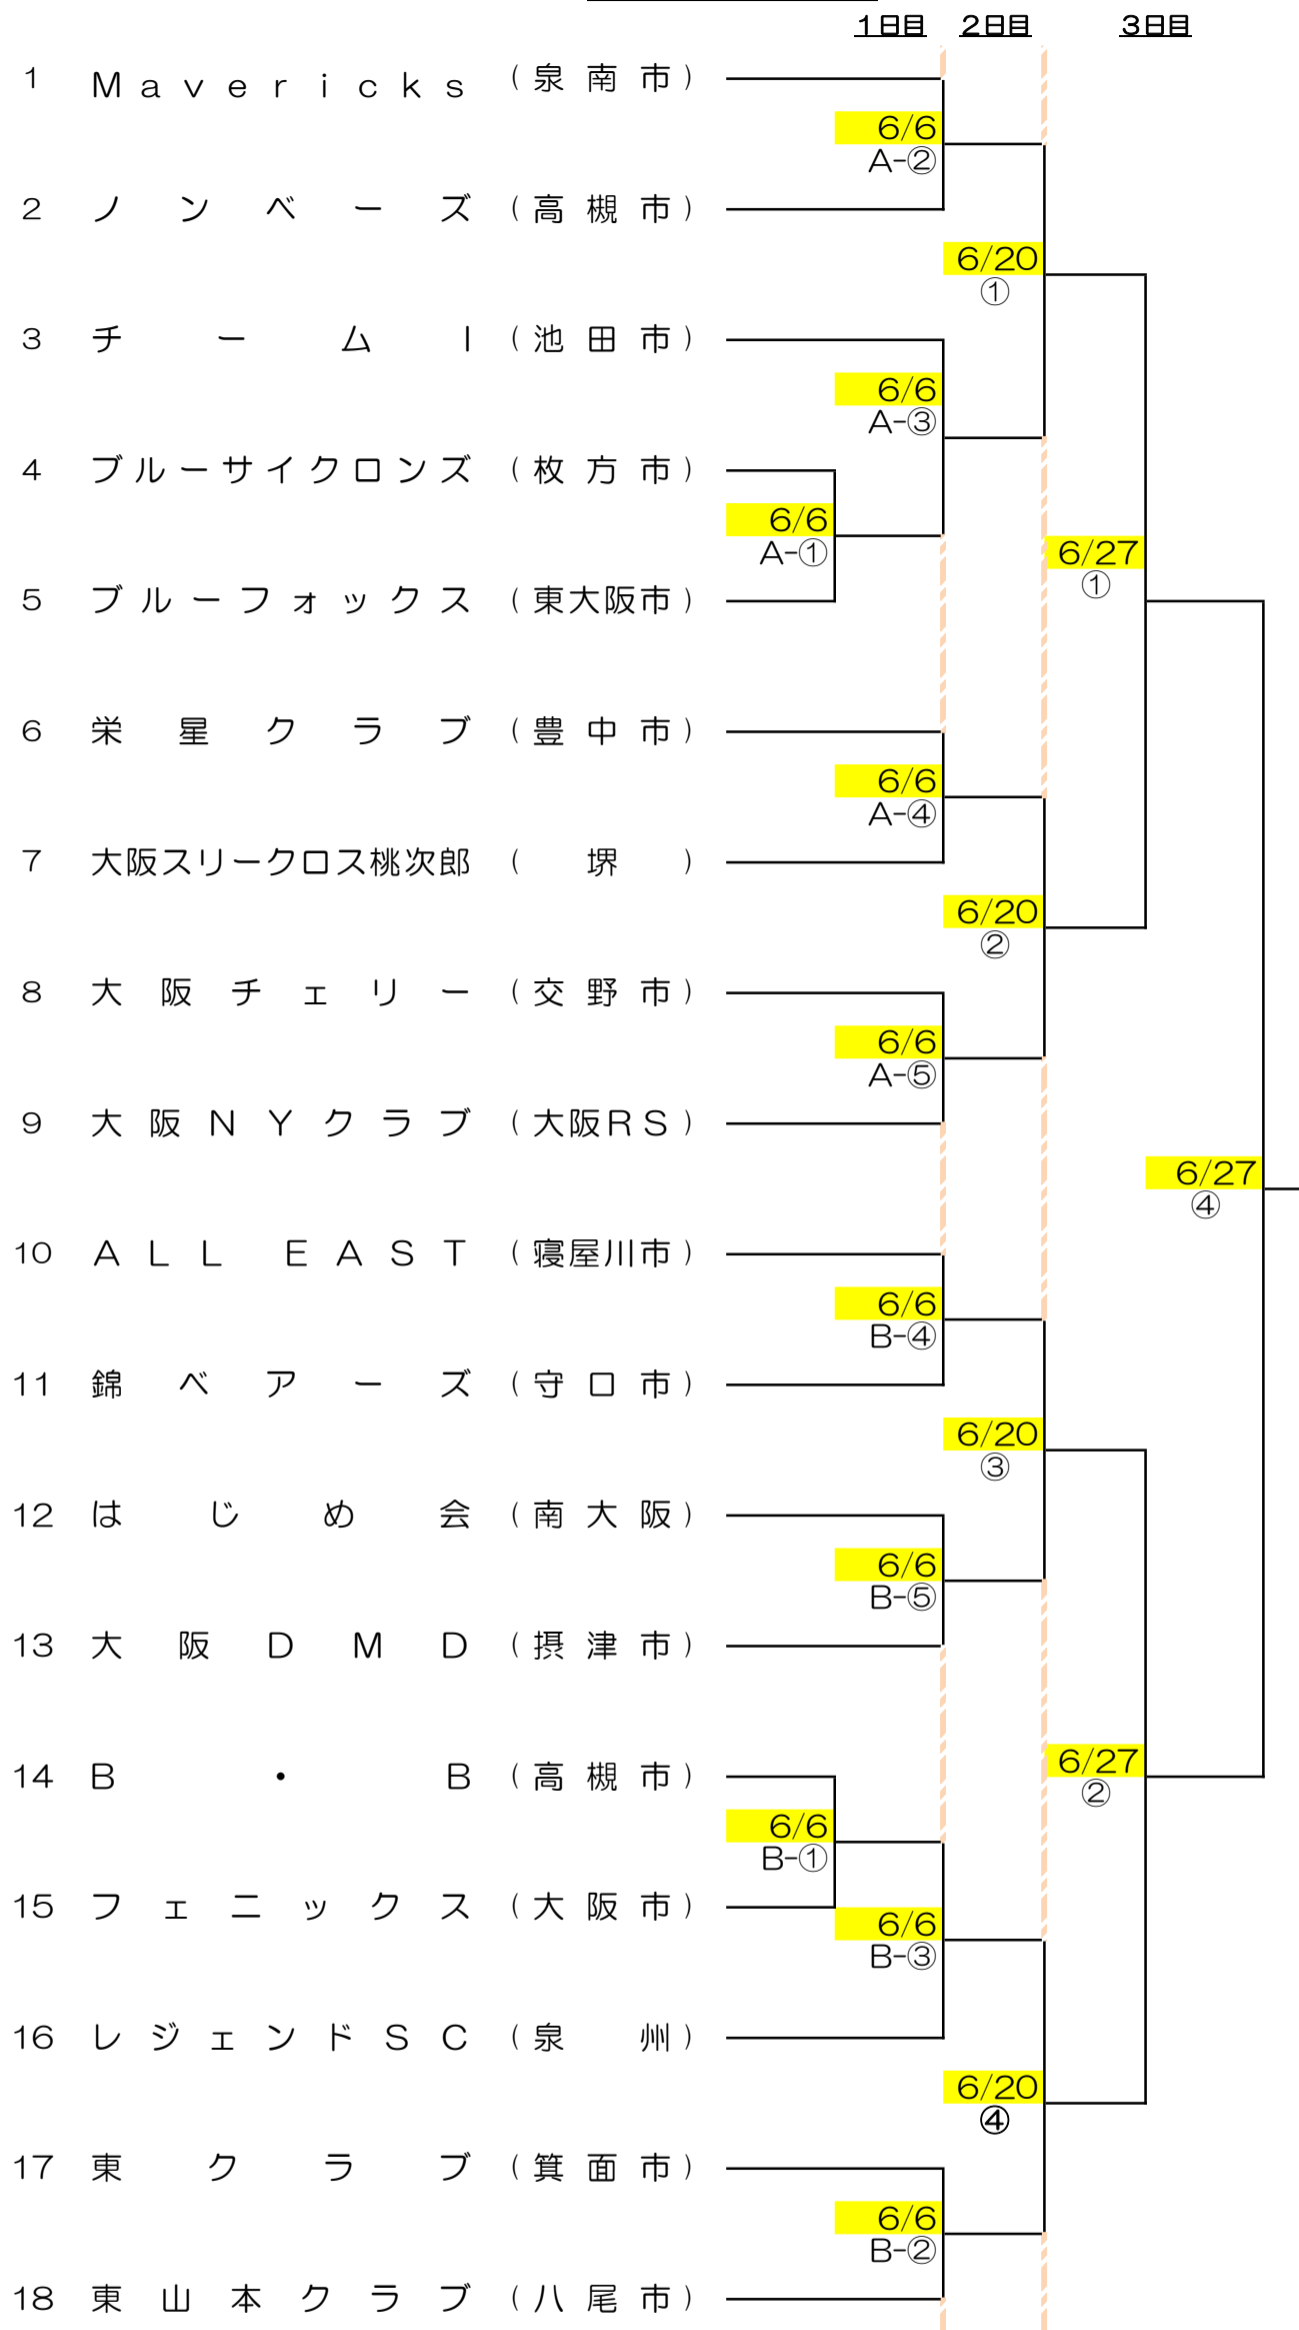 1日目 2日目 3日目
1 Mavericks (泉南市)
6/6
A-②
2 ノンベーズ (高槻市)
6/20
①
3 チームI (池田市)
6/6
A-③
4 ブルーサイクロンズ (枚方市)
6/6
A-①
6/27
①
5 ブルーフォックス (東大阪市)
6 栄星クラブ (豊中市)
6/6
A-④
7 大阪スリークロス桃次郎 (堺)
6/20
②
8 大阪チェリー (交野市)
6/6
A-⑤
9 大阪NYクラブ (大阪RS)
6/27
④
10 ALL EAST (寝屋川市)
6/6
B-④
11 錦ベアーズ (守口市)
6/20
③
12 はじめ会 (南大阪)
6/6
B-⑤
13 大阪DMD (摂津市)
6/27
②
14 B・B (高槻市)
6/6
B-①
15 フェニックス (大阪市)
6/6
B-③
16 レジェンドSC (泉州)
6/20
④
17 東クラブ (箕面市)
6/6
B-②
18 東山本クラブ (八尾市)